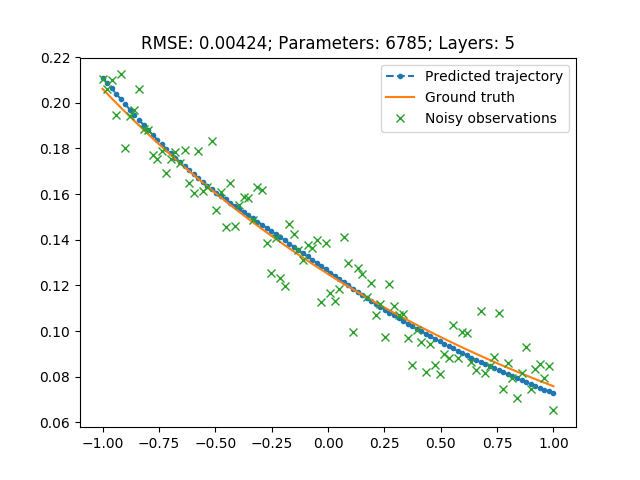 RMSE: 0.00424; Parameters: 6785; Layers: 5
0.22
0.20
0.18
0.16
0.14
0.12
0.10
0.08
0.06
Predicted trajectory
Ground truth
Noisy observations
−1.00 −0.75 −0.50 −0.25 0.00 0.25 0.50 0.75 1.00